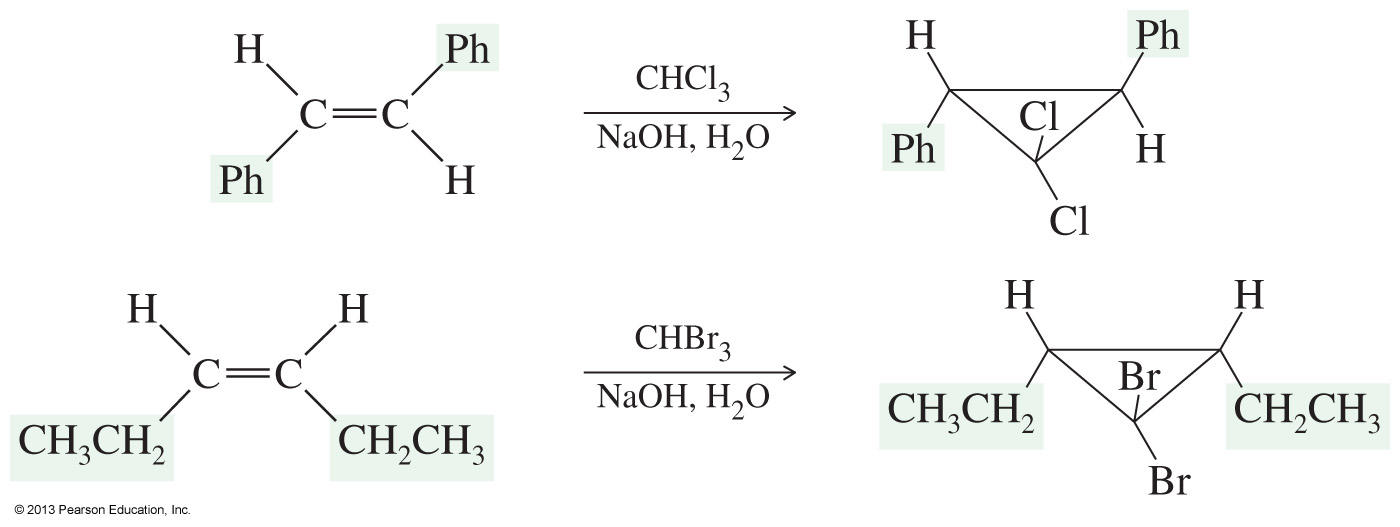 H Ph
C=C
Ph H
CHCl₃
NaOH, H₂O
H Ph
Cl
Ph H
Cl
H H
C=C
CH₃CH₂ CH₂CH₃
CHBr₃
NaOH, H₂O
H H
Br
CH₃CH₂ CH₂CH₃
Br
© 2013 Pearson Education, Inc.